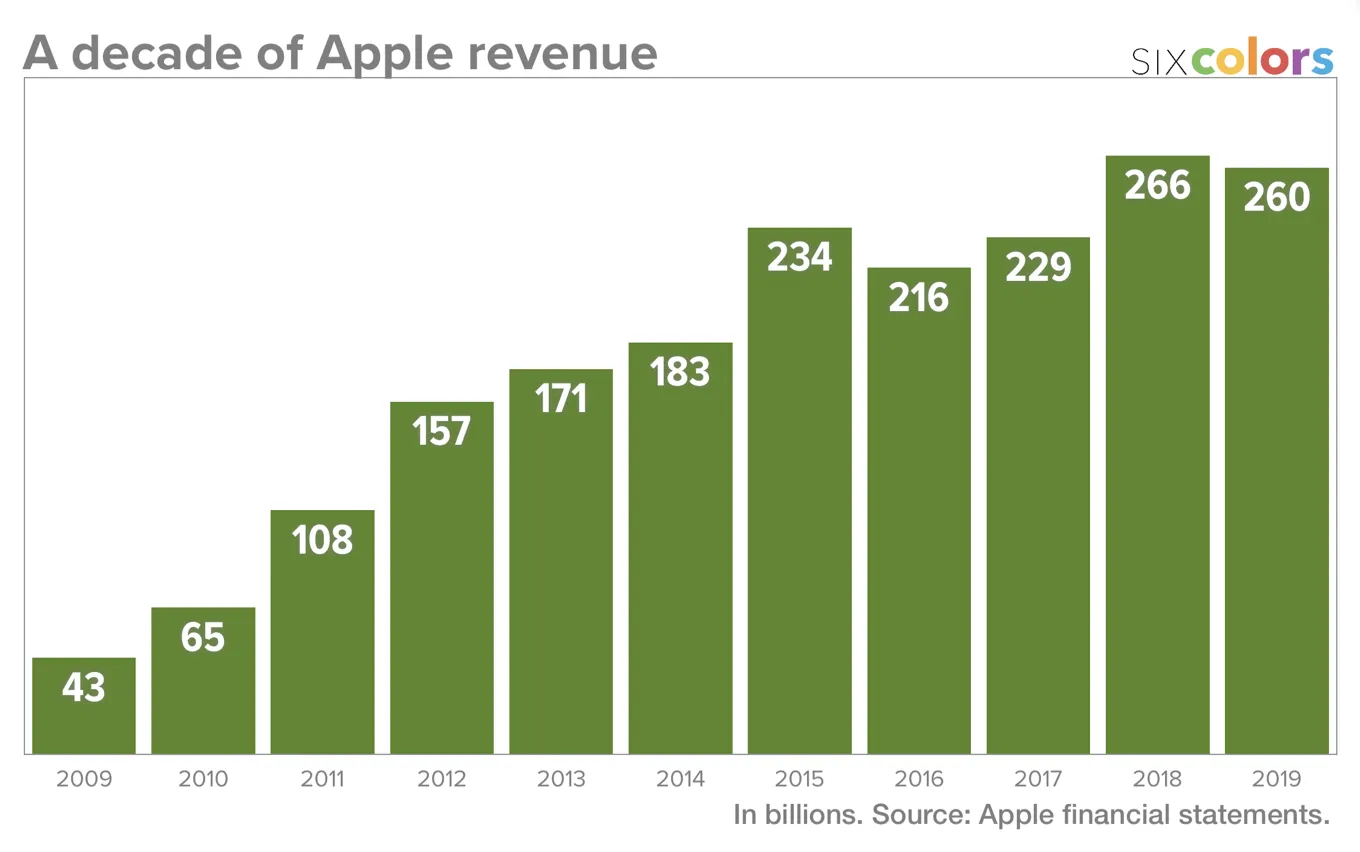 A decade of Apple revenue
SIXcolors
43
65
108
157
171
183
234
216
229
266
260
2009 2010 2011 2012 2013 2014 2015 2016 2017 2018 2019
In billions. Source: Apple financial statements.